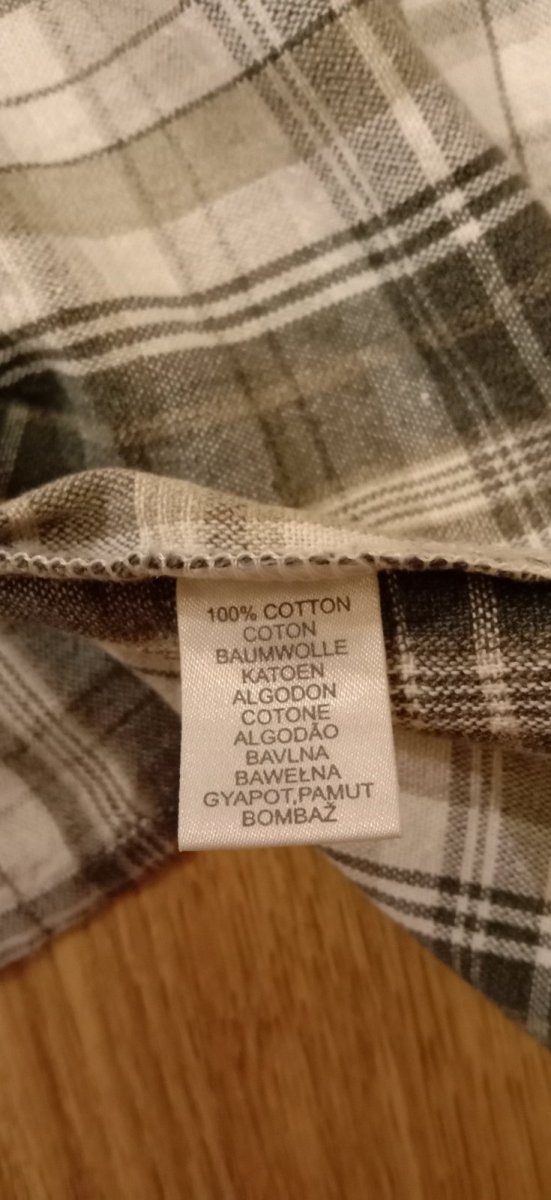 100% COTTON
COTON
BAUMWOLLE
KATOEN
ALGODON
COTONE
ALGODÃO
BAVLNA
BAWEŁNA
GYAPOT,PAMUT
BOMBAŽ